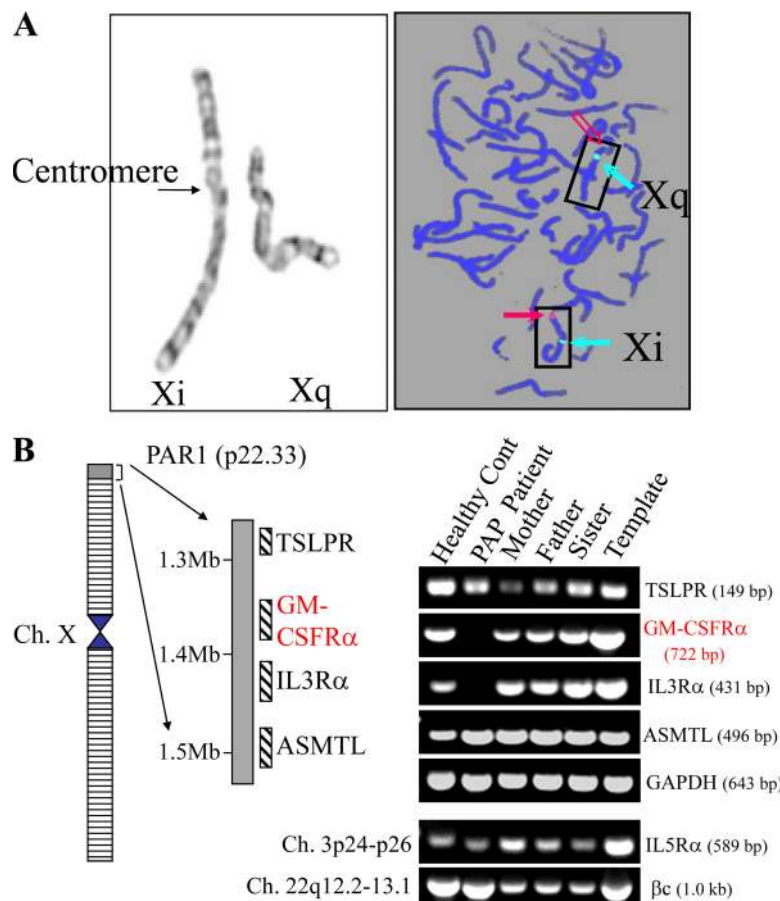 A
Centromere
Xi
Xq
Xq
Xi
B
PAR1 (p22.33)
Ch. X
1.3Mb
1.4Mb
1.5Mb
TSLPR
GM-
CSFRα
IL3Rα
ASMTL
Healthy Cont
PAP Patient
Mother
Father
Sister
Template
TSLPR (149 bp)
GM-CSFRα
(722 bp)
IL3Rα (431 bp)
ASMTL (496 bp)
GAPDH (643 bp)
Ch. 3p24-p26
IL5Rα (589 bp)
Ch. 22q12.2-13.1
βc (1.0 kb)